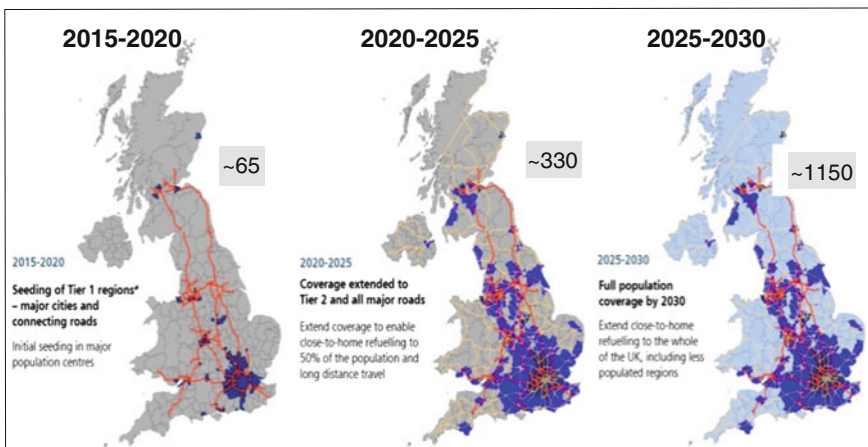 2015-2020
~65
2015-2020
Seeding of Tier 1 regions*
– major cities and
connecting roads
Initial seeding in major
population centres
2020-2025
~330
2020-2025
Coverage extended to
Tier 2 and all major roads
Extend coverage to enable
close-to-home refuelling to
50% of the population and
long distance travel
2025-2030
~1150
2025-2030
Full population
coverage by 2030
Extend close-to-home
refuelling to the whole
of the UK, including less
populated regions